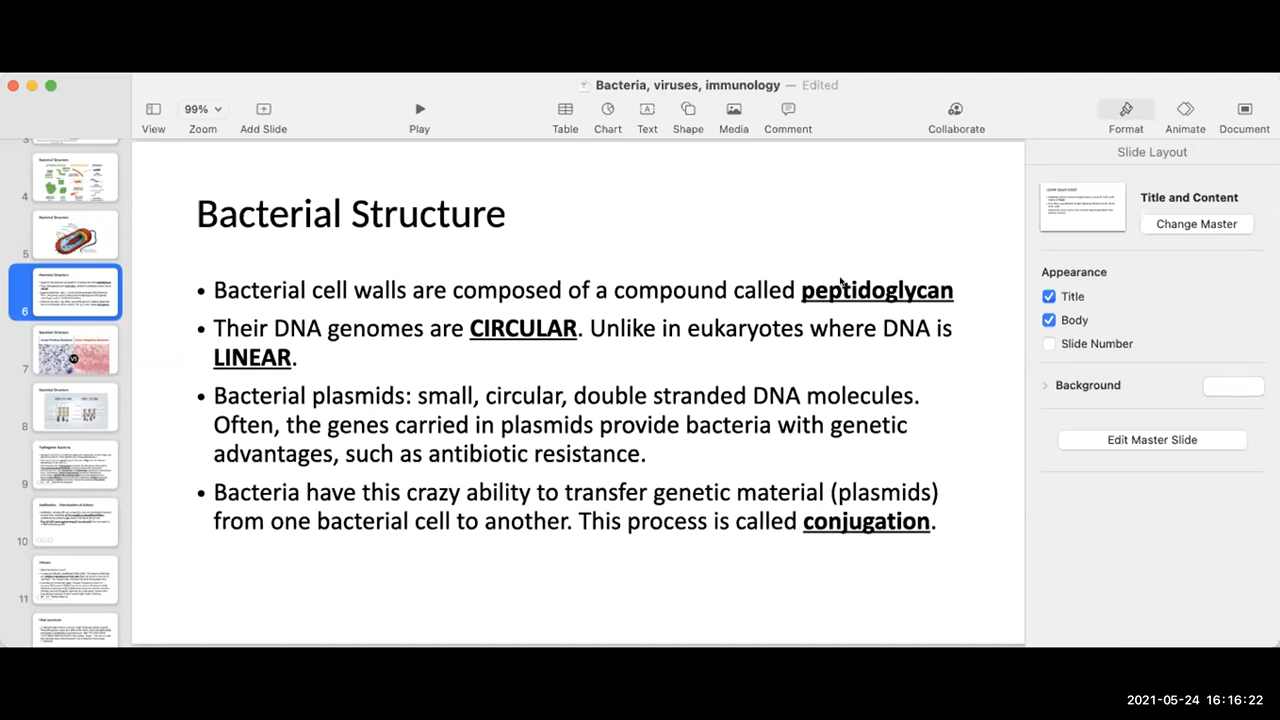 Bacteria, viruses, immunology — Edited
99%
View Zoom Add Slide Play Table Chart Text Shape Media Comment Collaborate Format Animate Document
3
4
5
6
7
8
9
10
11
Bacterial Structure
• Bacterial cell walls are composed of a compound called peptidoglycan
• Their DNA genomes are CIRCULAR. Unlike in eukaryotes where DNA is
LINEAR.
• Bacterial plasmids: small, circular, double stranded DNA molecules.
Often, the genes carried in plasmids provide bacteria with genetic
advantages, such as antibiotic resistance.
• Bacteria have this crazy ability to transfer genetic material (plasmids)
from one bacterial cell to another. This process is called conjugation.
Slide Layout
Title and Content
Change Master
Appearance
Title
Body
Slide Number
Background
Edit Master Slide
2021-05-24 16:16:22